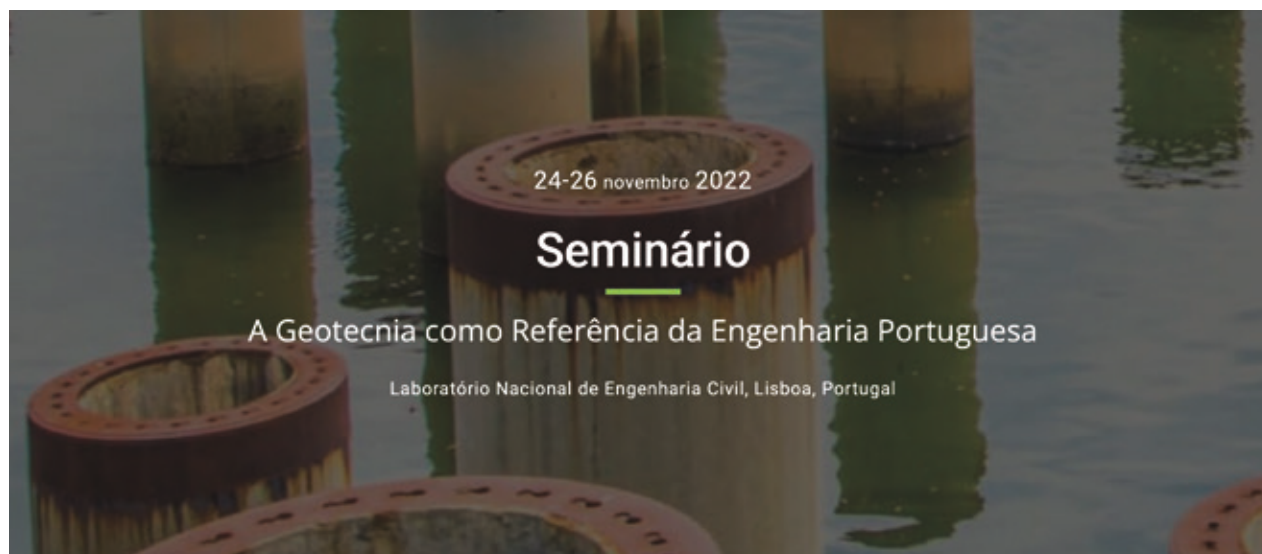 24-26 novembro 2022
Seminário
A Geotecnia como Referência da Engenharia Portuguesa
Laboratório Nacional de Engenharia Civil, Lisboa, Portugal